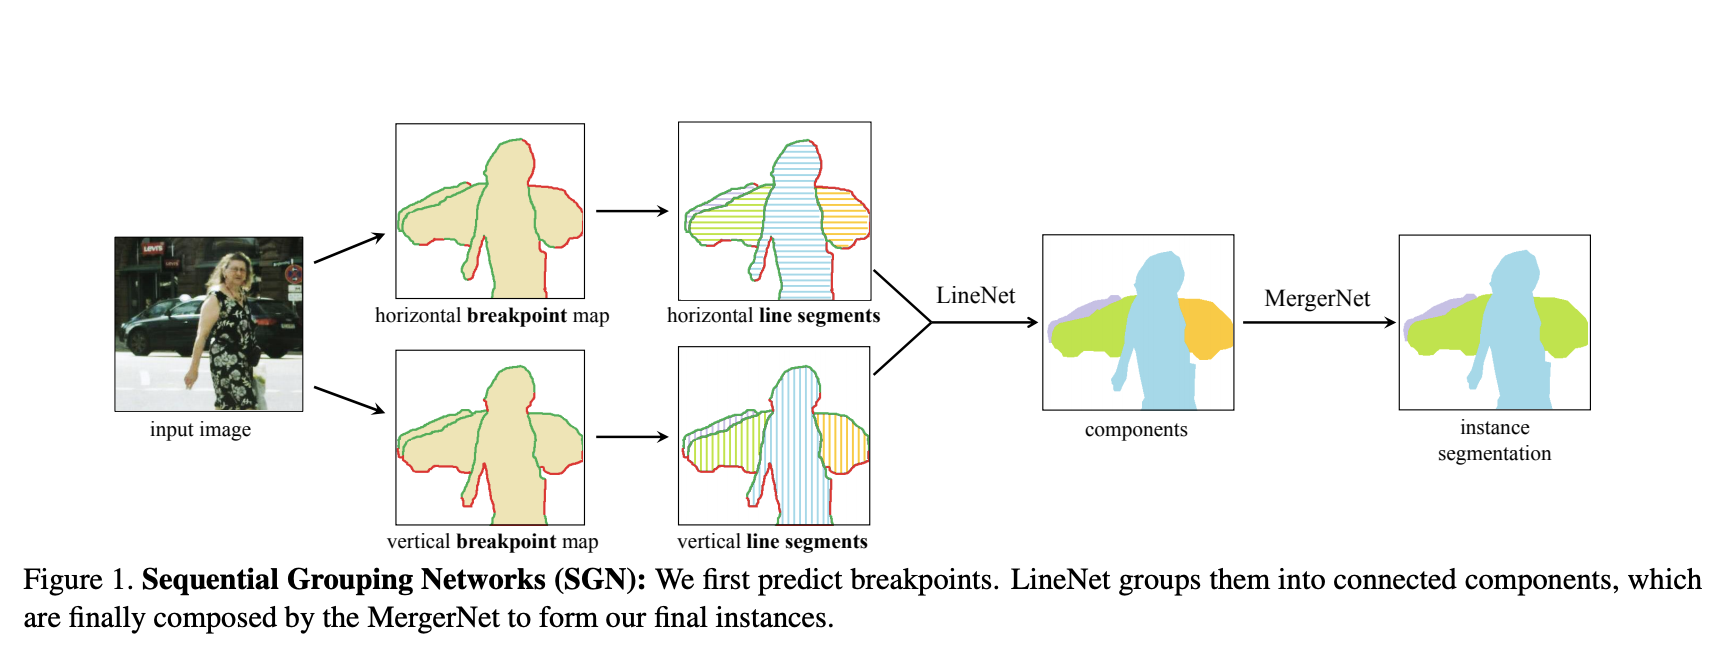 LEVI'S
input image
horizontal breakpoint map
horizontal line segments
vertical breakpoint map
vertical line segments
LineNet
components
MergerNet
instance
segmentation
Figure 1. Sequential Grouping Networks (SGN): We first predict breakpoints. LineNet groups them into connected components, which
are finally composed by the MergerNet to form our final instances.